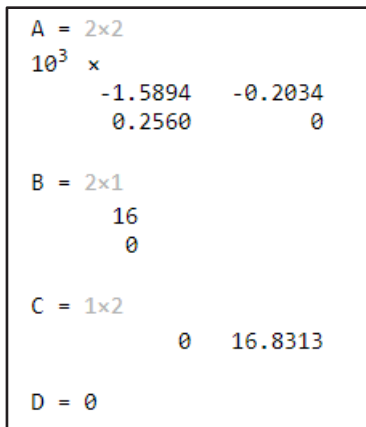 A = 2×2
10³ ×
-1.5894 -0.2034
0.2560 0
B = 2×1
16
0
C = 1×2
0 16.8313
D = 0